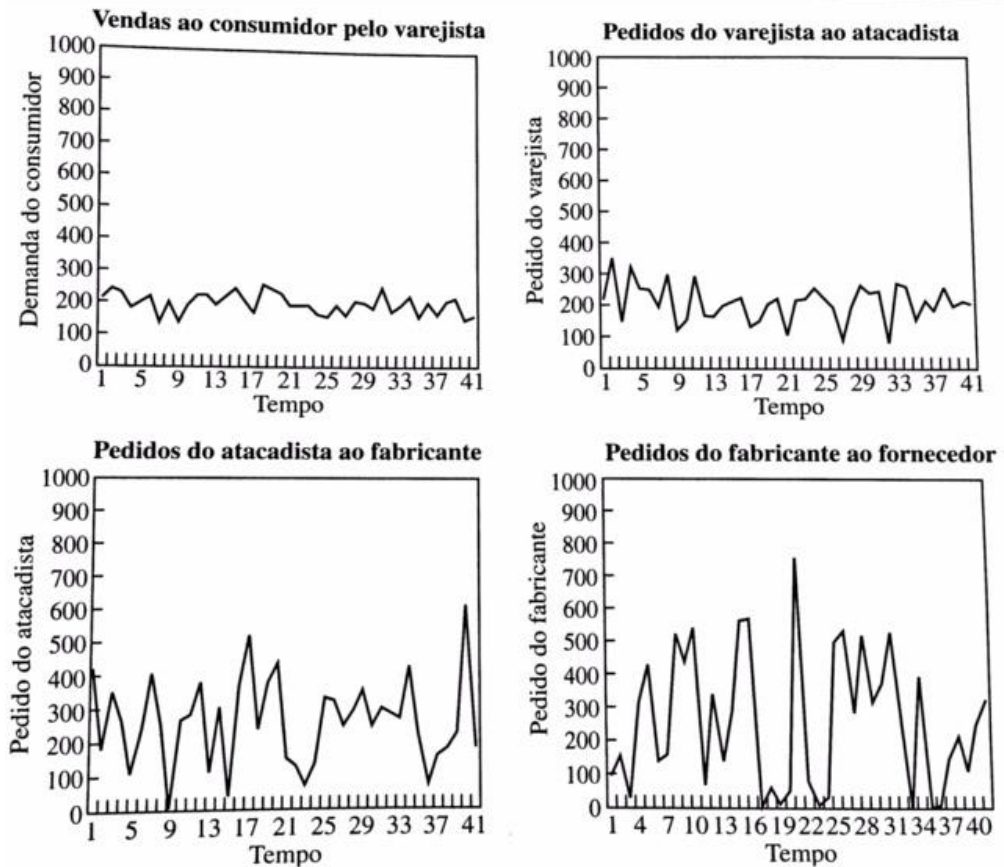 Vendas ao consumidor pelo varejista
Demanda do consumidor
1000
900
800
700
600
500
400
300
200
100
0
1 5 9 13 17 21 25 29 33 37 41
Tempo
Pedidos do varejista ao atacadista
Pedido do varejista
1000
900
800
700
600
500
400
300
200
100
0
1 5 9 13 17 21 25 29 33 37 41
Tempo
Pedidos do atacadista ao fabricante
Pedido do atacadista
1000
900
800
700
600
500
400
300
200
100
0
1 5 9 13 17 21 25 29 33 37 41
Tempo
Pedidos do fabricante ao fornecedor
Pedido do fabricante
1000
900
800
700
600
500
400
300
200
100
0
1 4 7 10 13 16 19 22 25 28 31 34 37 40
Tempo